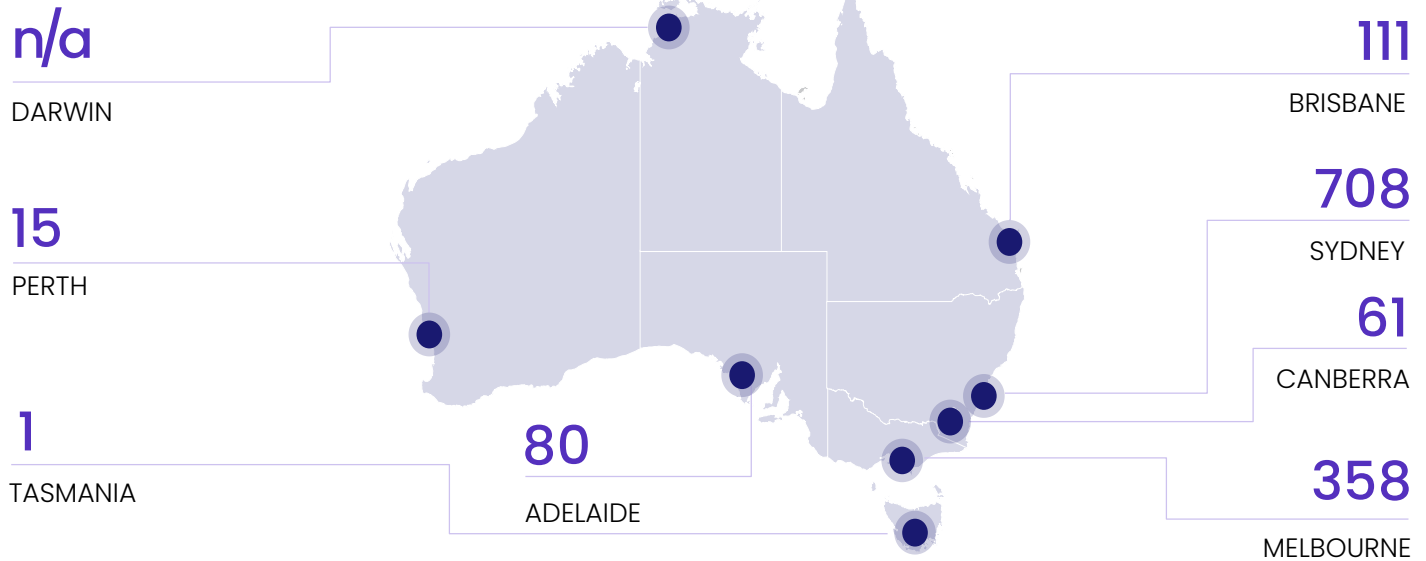 n/a
DARWIN
15
PERTH
1
TASMANIA
80
ADELAIDE
111
BRISBANE
708
SYDNEY
61
CANBERRA
358
MELBOURNE